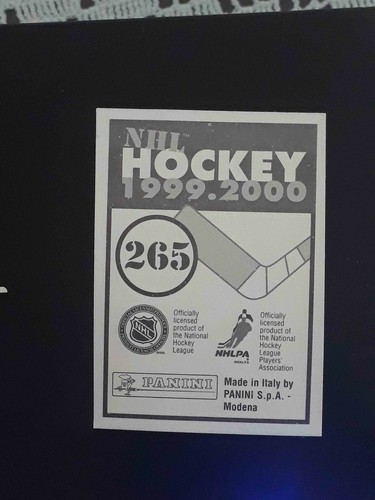 NHL™
HOCKEY
1999.2000
265
Officially
licensed
product of
the National
Hockey
League
NHL
Officially
licensed
product of
the National
Hockey
League
Players'
Association
NHLPA
PANINI
Made in Italy by
PANINI S.p.A. -
Modena